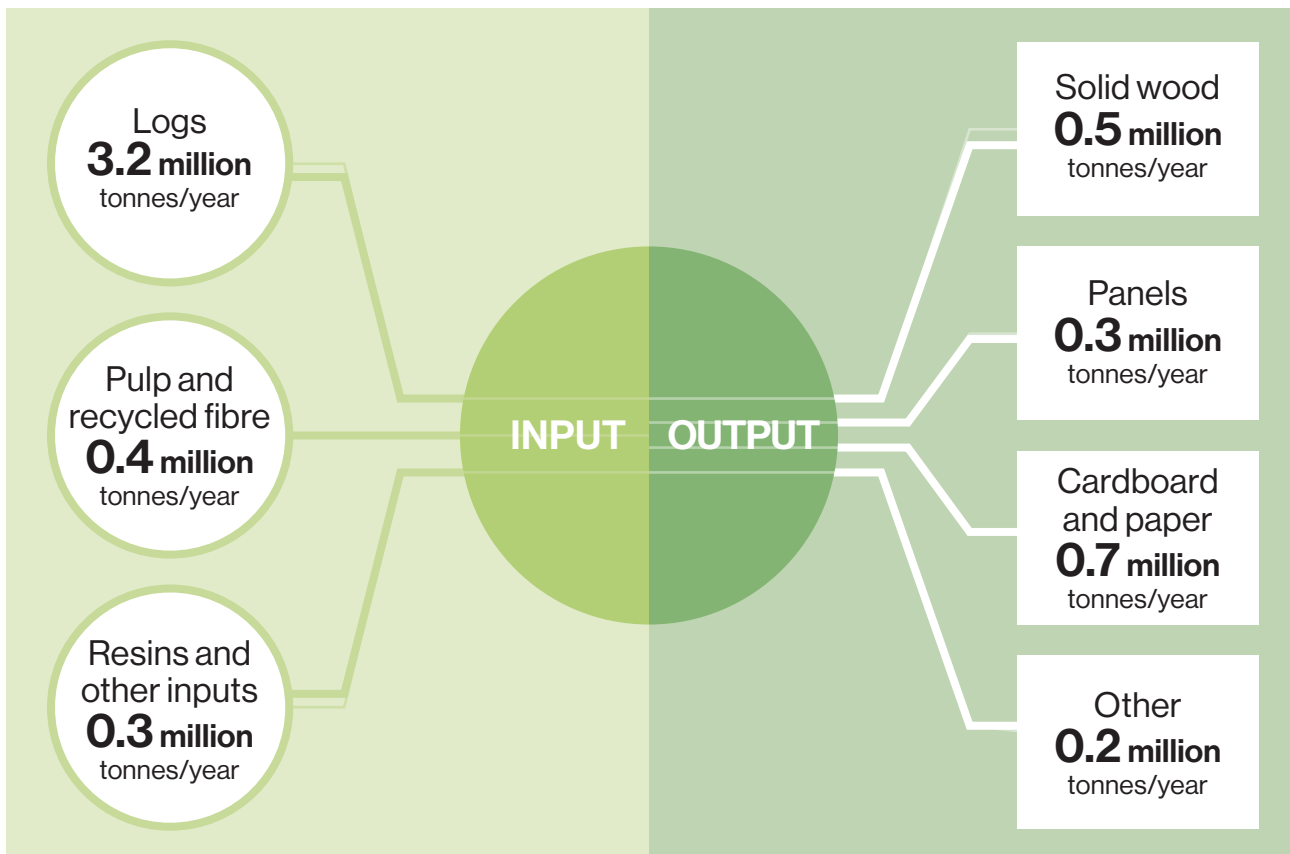 Logs
3.2 million
tonnes/year
Pulp and
recycled fibre
0.4 million
tonnes/year
Resins and
other inputs
0.3 million
tonnes/year
INPUT
OUTPUT
Solid wood
0.5 million
tonnes/year
Panels
0.3 million
tonnes/year
Cardboard
and paper
0.7 million
tonnes/year
Other
0.2 million
tonnes/year